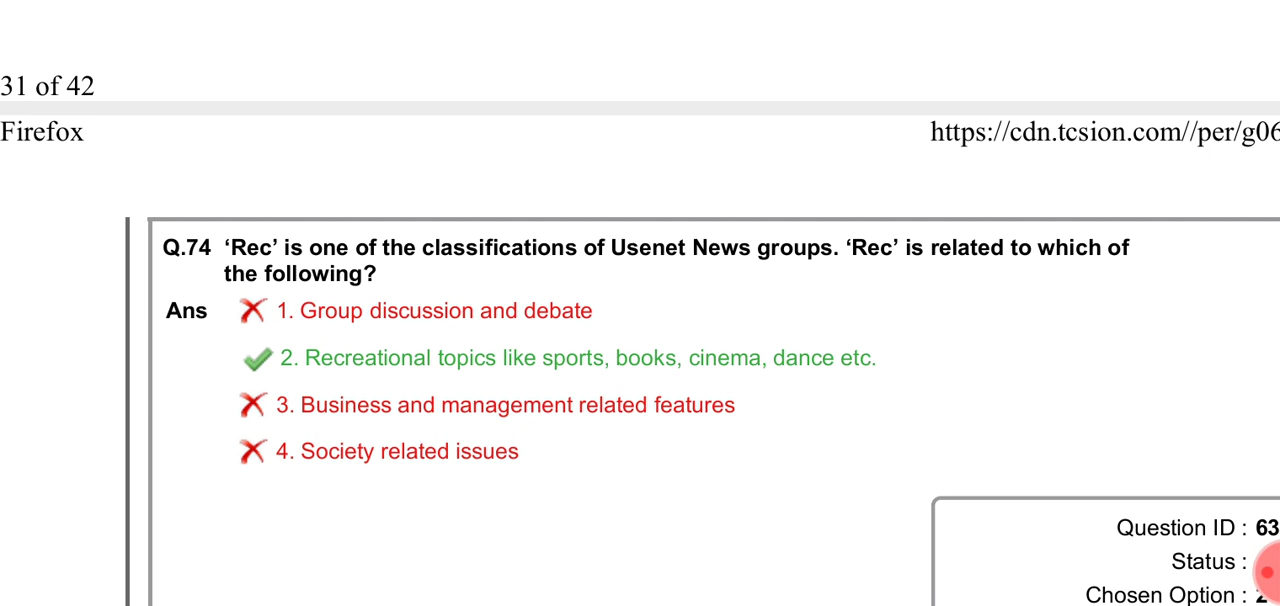 31 of 42
Firefox https://cdn.tcsion.com//per/g06
Q.74 ‘Rec’ is one of the classifications of Usenet News groups. ‘Rec’ is related to which of
the following?
Ans 1. Group discussion and debate
2. Recreational topics like sports, books, cinema, dance etc.
3. Business and management related features
4. Society related issues
Question ID : 63
Status :
Chosen Option :